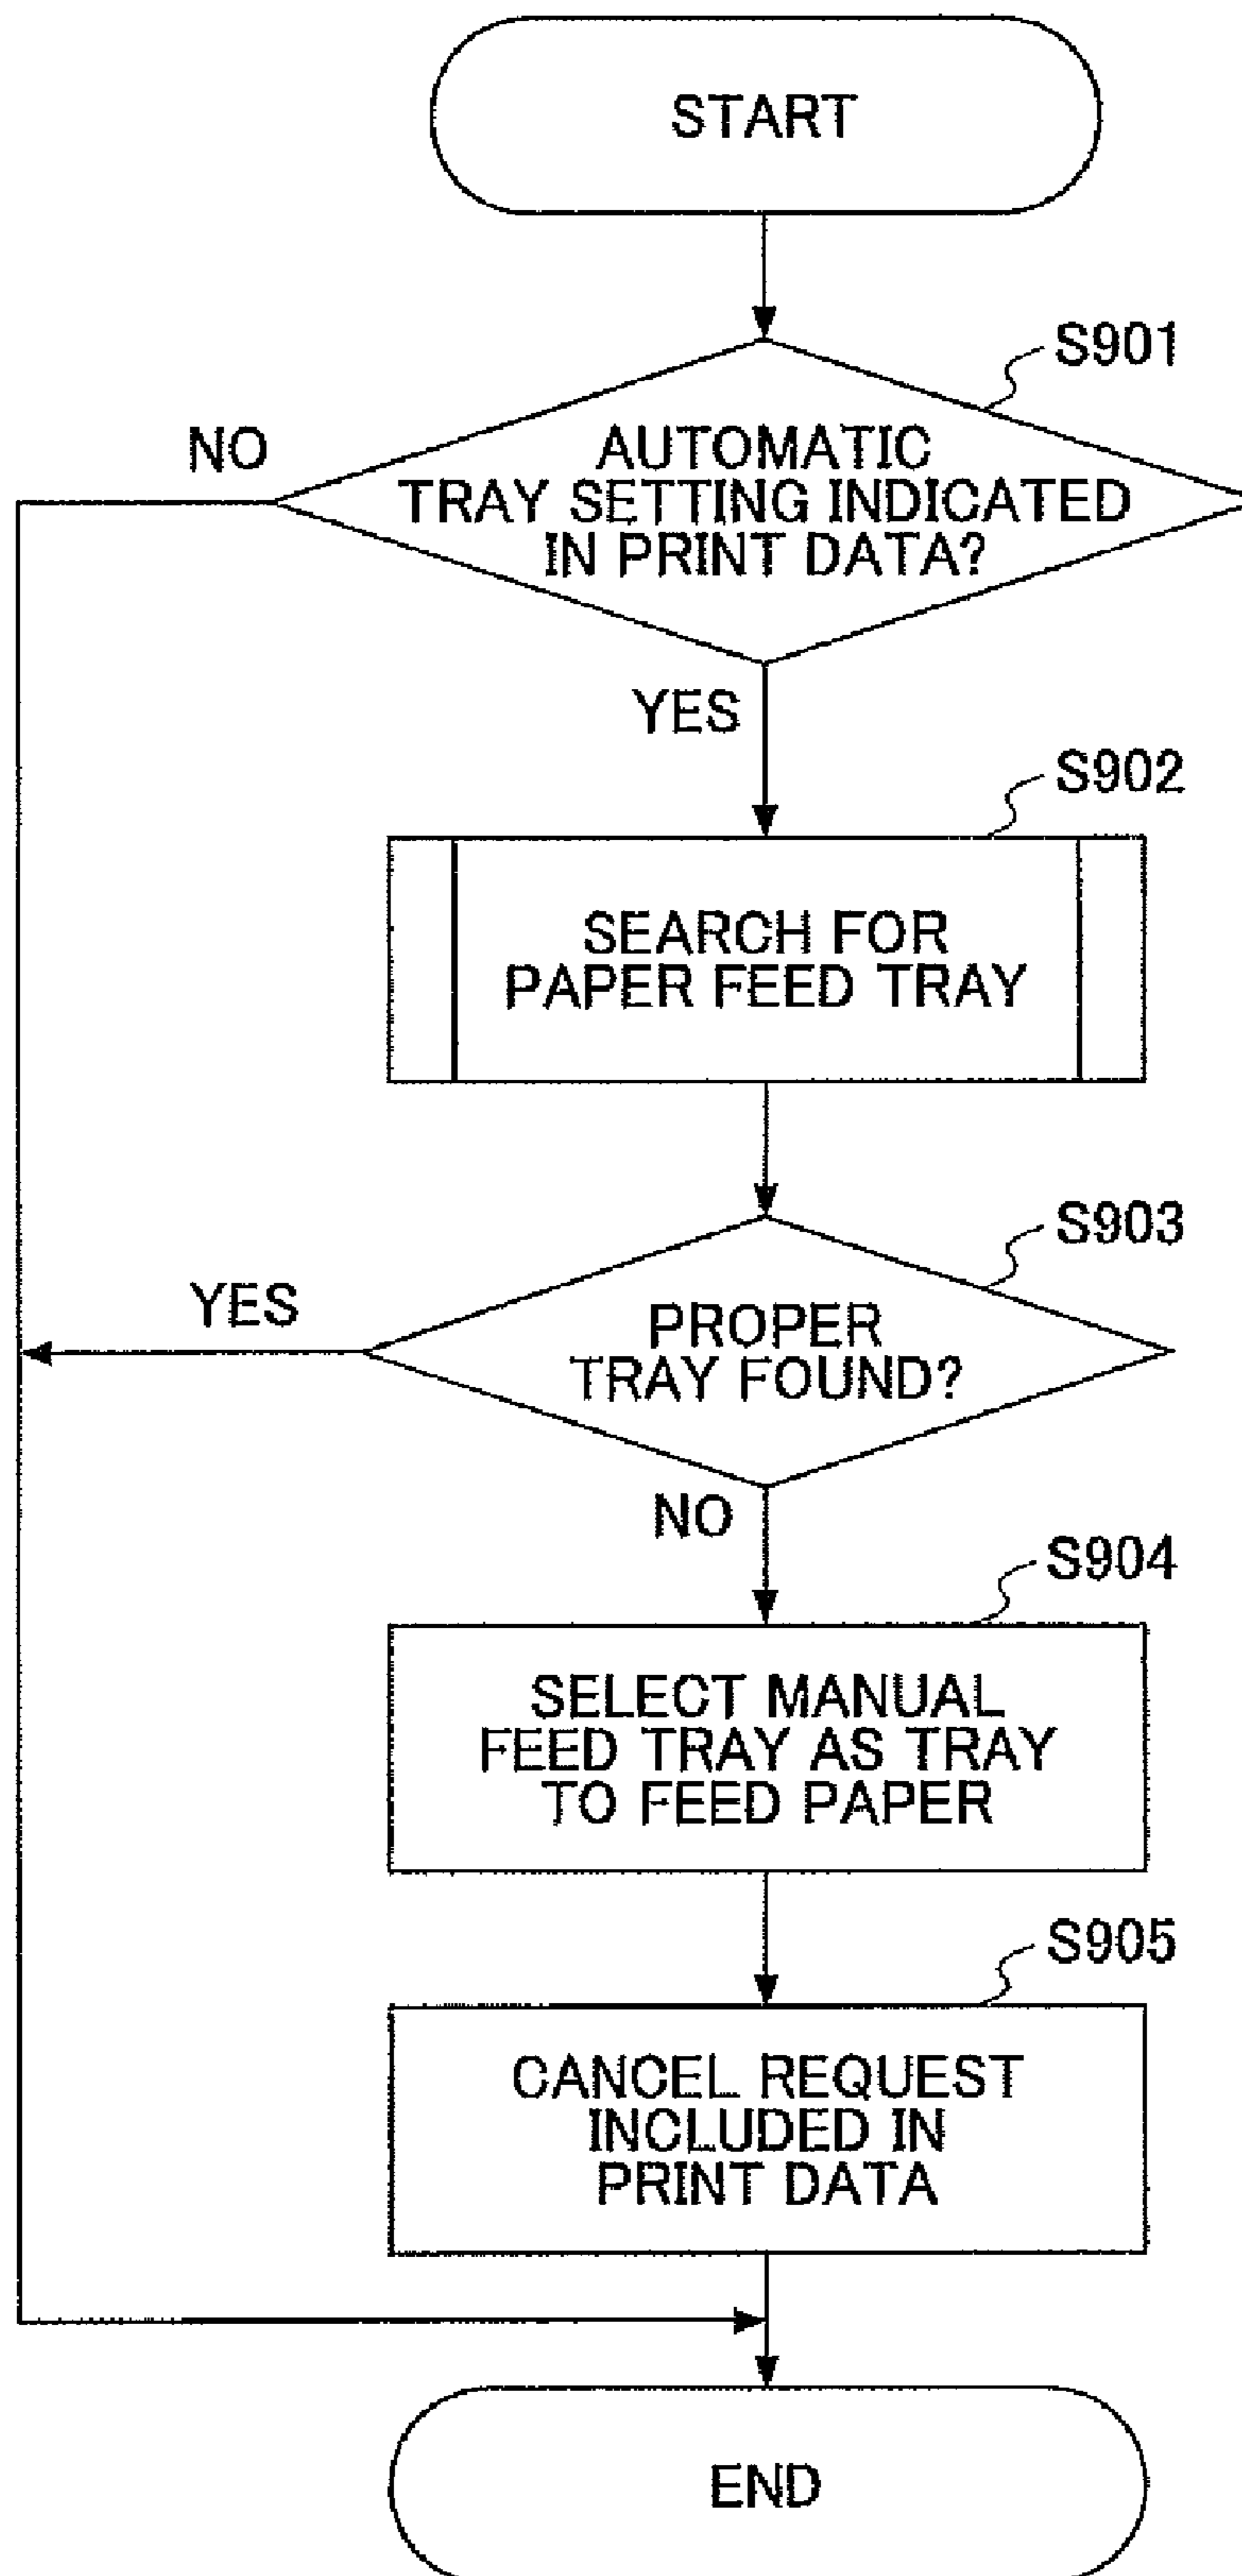 START
S901
NO
AUTOMATIC
TRAY SETTING INDICATED
IN PRINT DATA?
YES
S902
SEARCH FOR
PAPER FEED TRAY
S903
YES
PROPER
TRAY FOUND?
NO
S904
SELECT MANUAL
FEED TRAY AS TRAY
TO FEED PAPER
S905
CANCEL REQUEST
INCLUDED IN
PRINT DATA
END